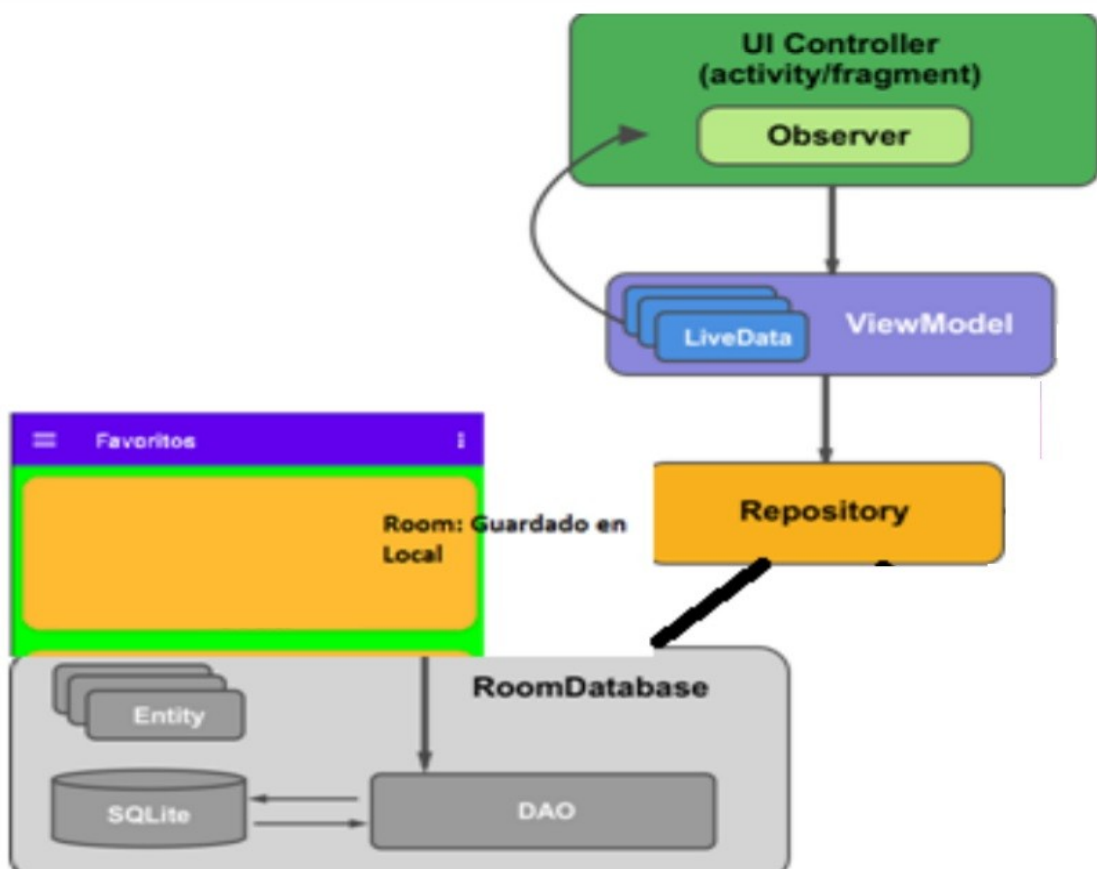 UI Controller
(activity/fragment)
Observer
LiveData
ViewModel
Favoritos
Room: Guardado en
Local
Repository
RoomDatabase
Entity
SQLite
DAO